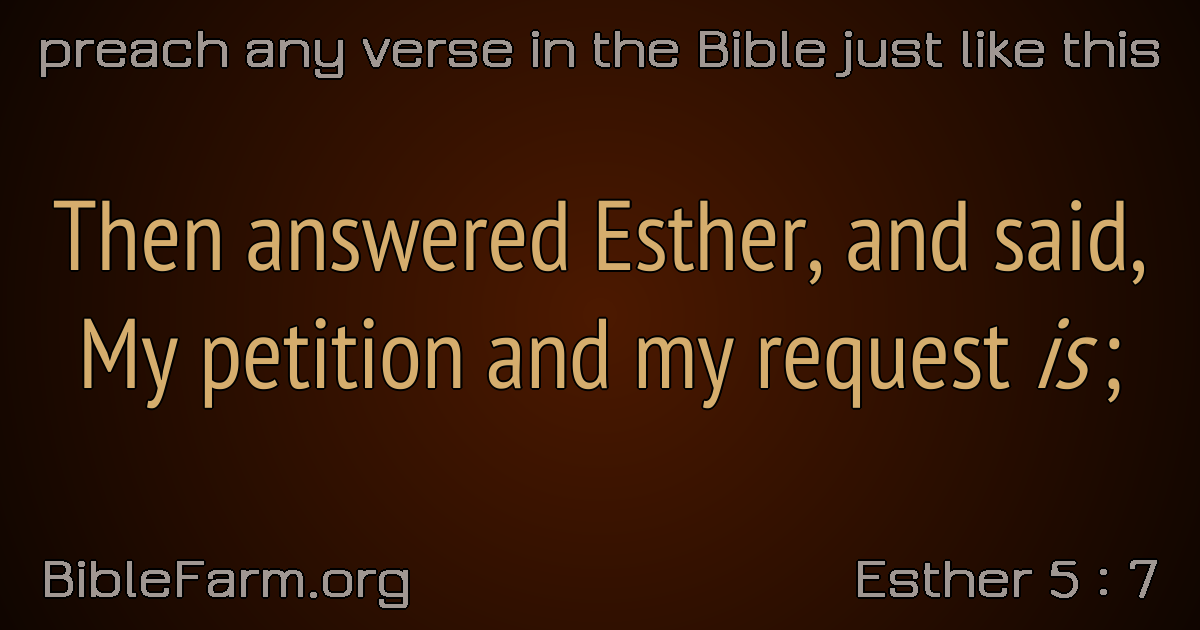 preach any verse in the Bible just like this
Then answered Esther, and said,
My petition and my request is;
BibleFarm.org
Esther 5 : 7